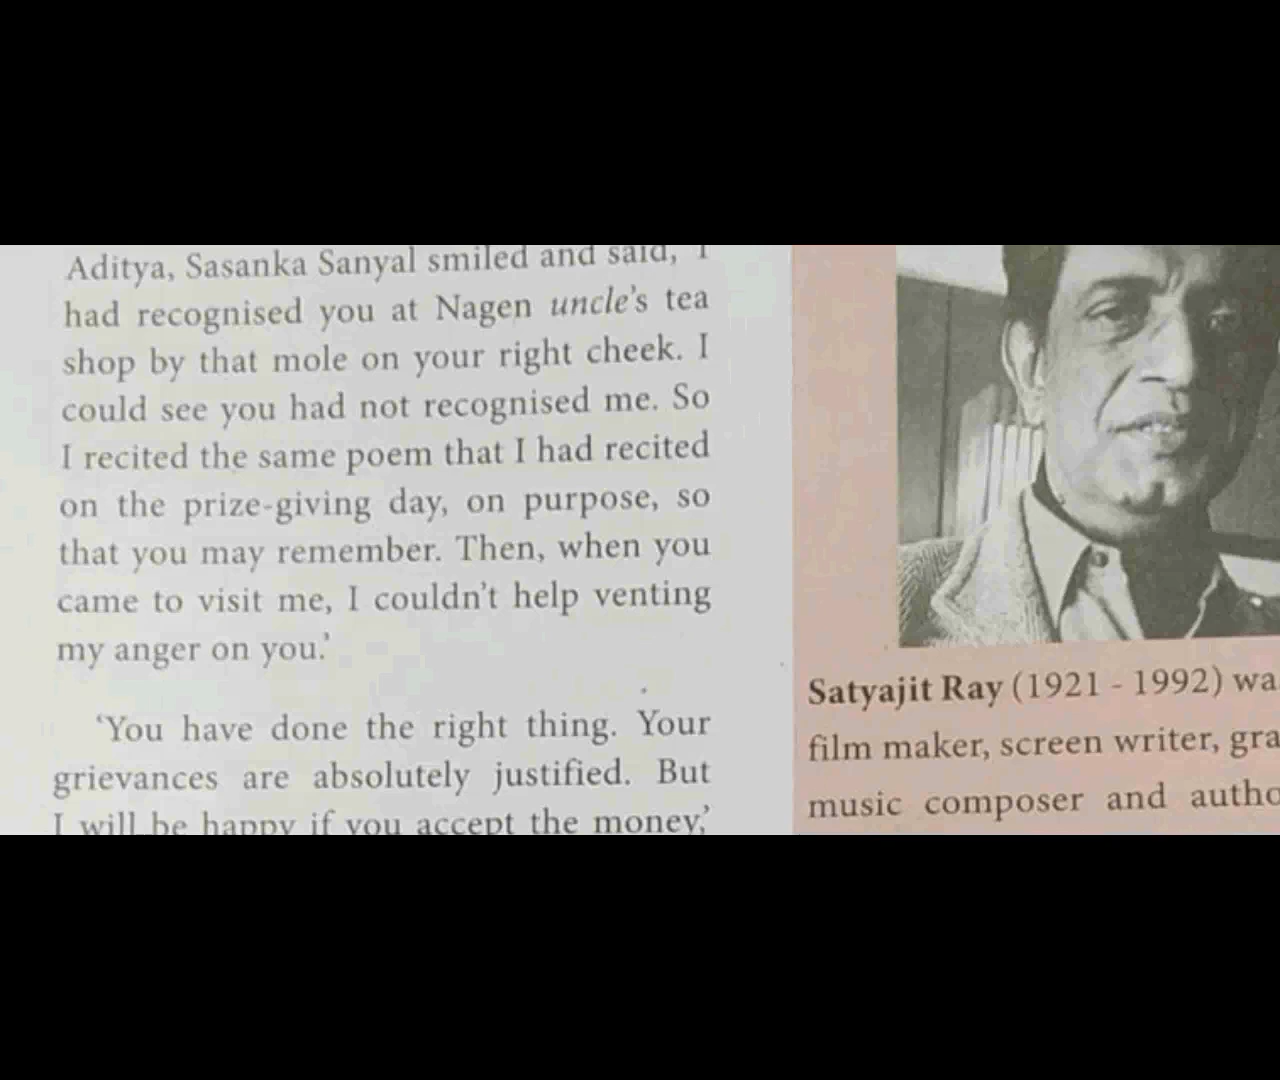 Aditya, Sasanka Sanyal smiled and said, 'I
had recognised you at Nagen uncle's tea
shop by that mole on your right cheek. I
could see you had not recognised me. So
I recited the same poem that I had recited
on the prize-giving day, on purpose, so
that you may remember. Then, when you
came to visit me, I couldn't help venting
my anger on you.'
'You have done the right thing. Your
grievances are absolutely justified. But
I will be happy if you accept the money,'
Satyajit Ray (1921 - 1992) wa
film maker, screen writer, gra
music composer and autho